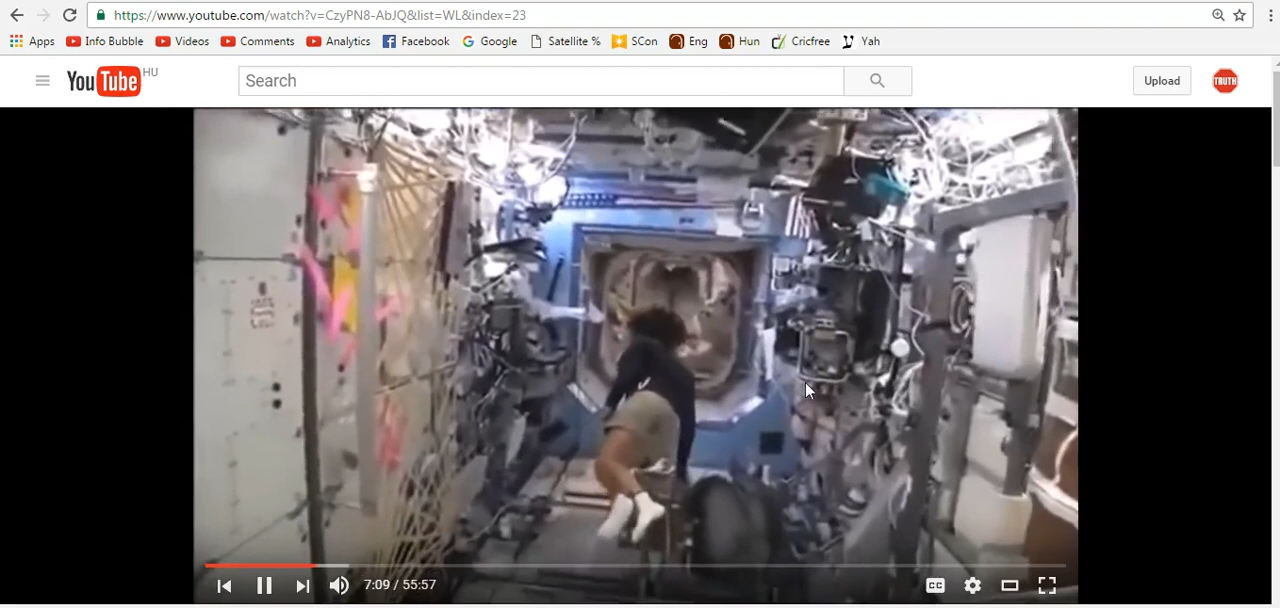 https://www.youtube.com/watch?v=CzyPN8-AbJQ&list=WL&index=23
Apps Info Bubble Videos Comments Analytics Facebook Google Satellite % SCon Eng Hun Cricfree Yah
YouTube HU Search Upload TRUTH
7:09 / 55:57 CC